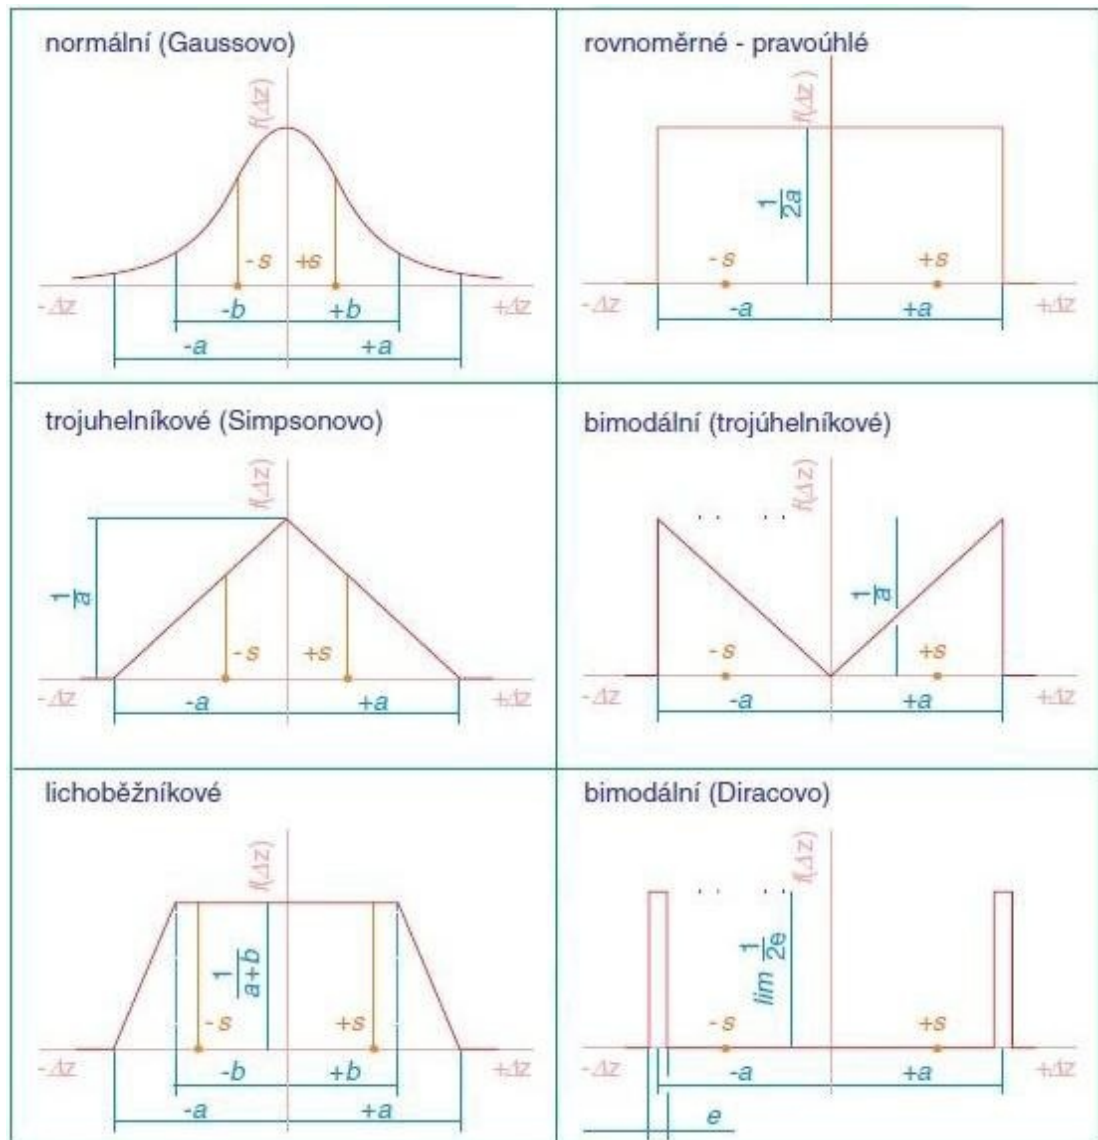 normální (Gaussovo)
f(Δz)
-s +s
-Δz -b +b +Δz
-a +a
rovnoměrné - pravoúhlé
f(Δz)
1
2a
-s +s
-Δz -a +a +Δz
trojuhelníkové (Simpsonovo)
f(Δz)
1
a
-s +s
-Δz -a +a +Δz
bimodální (trojúhelníkové)
f(Δz)
1
a
-s +s
-Δz -a +a +Δz
lichoběžníkové
f(Δz)
1
a+b
-s +s
-Δz -b +b +Δz
-a +a
bimodální (Diracovo)
f(Δz)
lim 1
2e
-s +s
-Δz -a +a +Δz
e